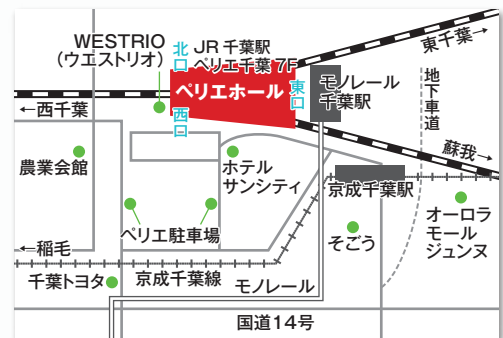 WESTRIO
(ウエストリオ)
北口
JR 千葉駅
ペリエ千葉 7F
東千葉
ペリエホール
東口
モノレール
千葉駅
地下車道
←西千葉
西口
蘇我→
農業会館
ホテル
サンシティ
京成千葉駅
ペリエ駐車場
そごう
オーロラ
モール
ジュンヌ
←稲毛
千葉トヨタ
京成千葉線
モノレール
国道14号